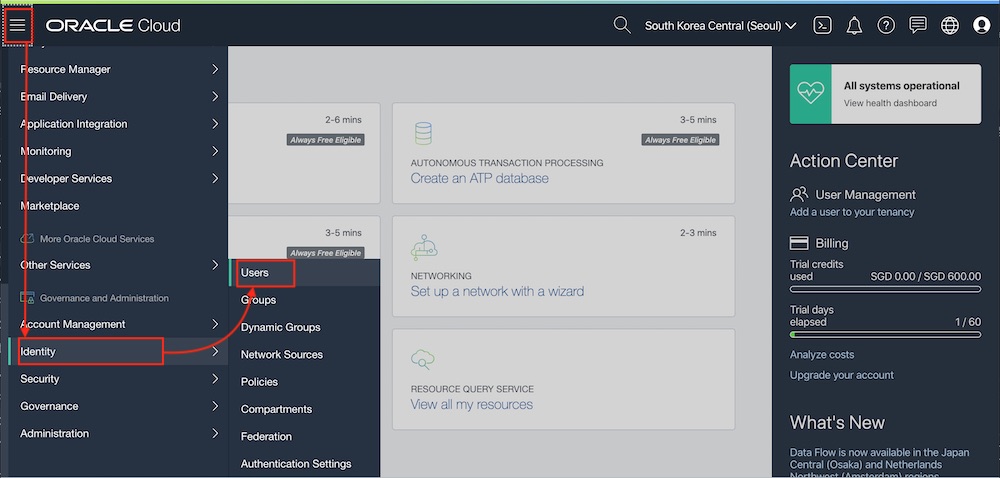 ORACLE Cloud
South Korea Central (Seoul)
Resource Manager
Email Delivery
Application Integration
Monitoring
Developer Services
Marketplace
More Oracle Cloud Services
Other Services
Governance and Administration
Account Management
Identity
Security
Governance
Administration
Users
Groups
Dynamic Groups
Network Sources
Policies
Compartments
Federation
Authentication Settings
2-6 mins
Always Free Eligible
3-5 mins
Always Free Eligible
3-5 mins
Always Free Eligible
AUTONOMOUS TRANSACTION PROCESSING
Create an ATP database
2-3 mins
NETWORKING
Set up a network with a wizard
RESOURCE QUERY SERVICE
View all my resources
All systems operational
View health dashboard
Action Center
User Management
Add a user to your tenancy
Billing
Trial credits
used SGD 0.00 / SGD 600.00
Trial days
elapsed 1 / 60
Analyze costs
Upgrade your account
What's New
Data Flow is now available in the Japan
Central (Osaka) and Netherlands
Northwest (Amsterdam) regions